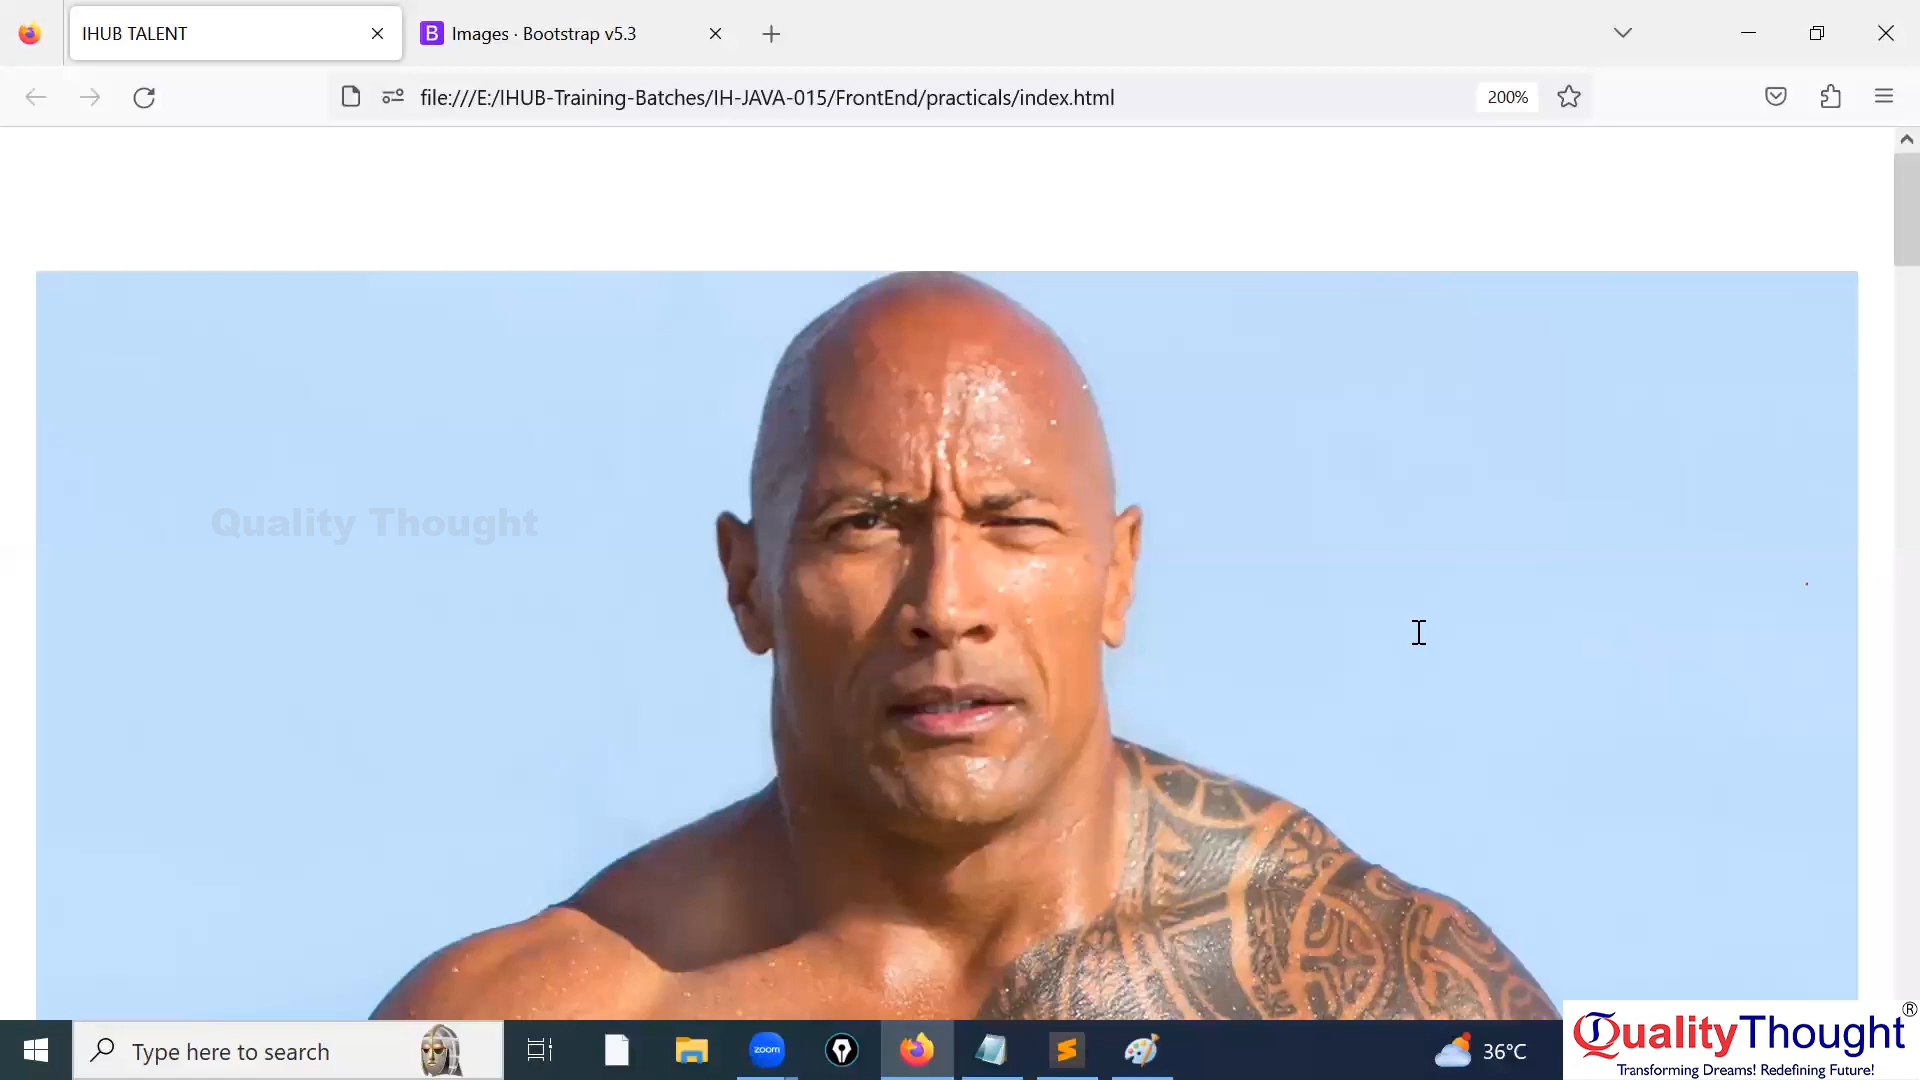 IHUB TALENT
Images · Bootstrap v5.3
file:///E:/IHUB-Training-Batches/IH-JAVA-015/FrontEnd/practicals/index.html
200%
Quality Thought
Type here to search
zoom
36°C
QualityThought®
Transforming Dreams! Redefining Future!